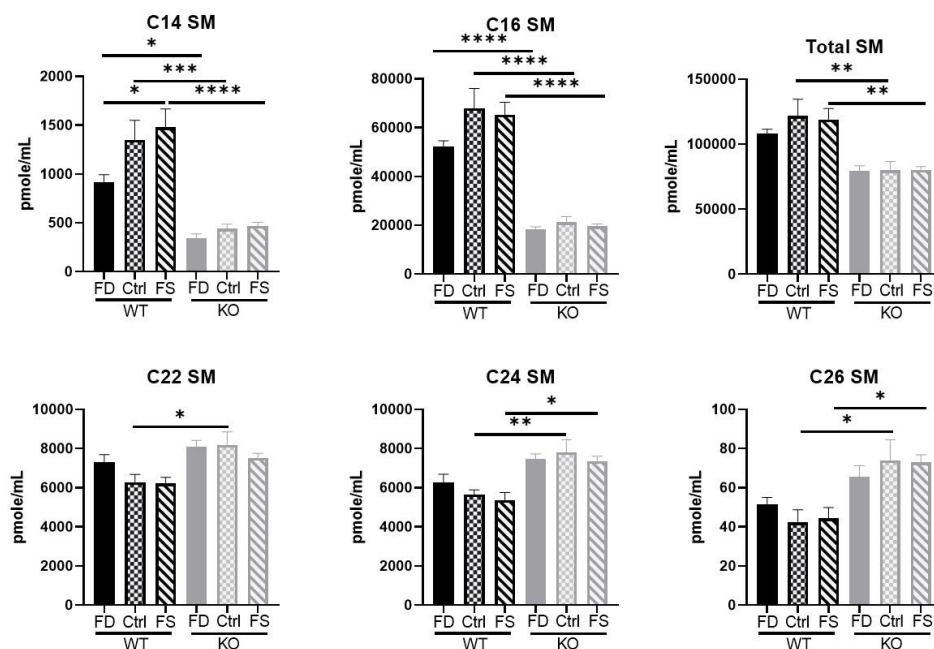 C14 SM
*
***
*
****
pmole/mL
2000
1500
1000
500
0
FD Ctrl FS FD Ctrl FS
WT KO
C16 SM
****
****
****
pmole/mL
80000
60000
40000
20000
0
FD Ctrl FS FD Ctrl FS
WT KO
Total SM
**
**
pmole/mL
150000
100000
50000
0
FD Ctrl FS FD Ctrl FS
WT KO
C22 SM
*
pmole/mL
10000
8000
6000
4000
2000
0
FD Ctrl FS FD Ctrl FS
WT KO
C24 SM
*
**
pmole/mL
10000
8000
6000
4000
2000
0
FD Ctrl FS FD Ctrl FS
WT KO
C26 SM
*
*
pmole/mL
100
80
60
40
20
0
FD Ctrl FS FD Ctrl FS
WT KO